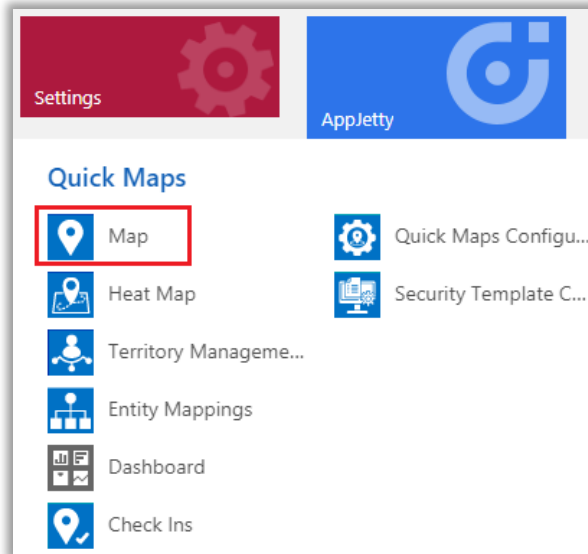 Settings
AppJetty
Quick Maps
Map
Quick Maps Configu...
Heat Map
Security Template C...
Territory Manageme...
Entity Mappings
Dashboard
Check Ins